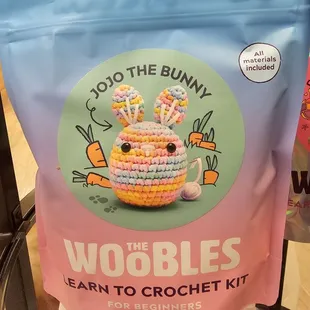 All
materials
included
JOJO THE BUNNY
THE
WOOBLES
LEARN TO CROCHET KIT
FOR BEGINNERS